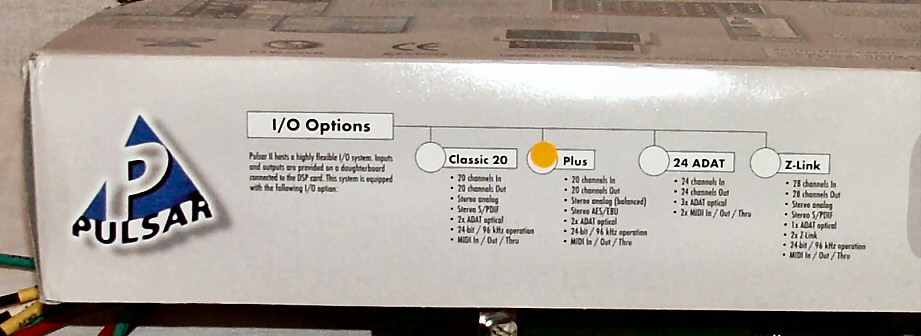 P
PULSAR
I/O Options
Pulsar II hosts a highly flexible I/O system. Inputs
and outputs are provided on a daughterboard
connected to the DSP card. This system is equipped
with the following I/O option:
Classic 20
• 20 channels In
• 20 channels Out
• Stereo analog
• Stereo S/PDIF
• 2x ADAT optical
• 24-bit / 96 kHz operation
• MIDI In / Out / Thru
Plus
• 20 channels In
• 20 channels Out
• Stereo analog (balanced)
• Stereo AES/EBU
• 2x ADAT optical
• 24-bit / 96 kHz operation
• MIDI In / Out / Thru
24 ADAT
• 24 channels In
• 24 channels Out
• 3x ADAT optical
• 2x MIDI In / Out / Thru
Z-Link
• 28 channels In
• 28 channels Out
• Stereo analog
• Stereo S/PDIF
• 1x ADAT optical
• 2x Z-Link
• 24-bit / 96 kHz operation
• MIDI In / Out / Thru